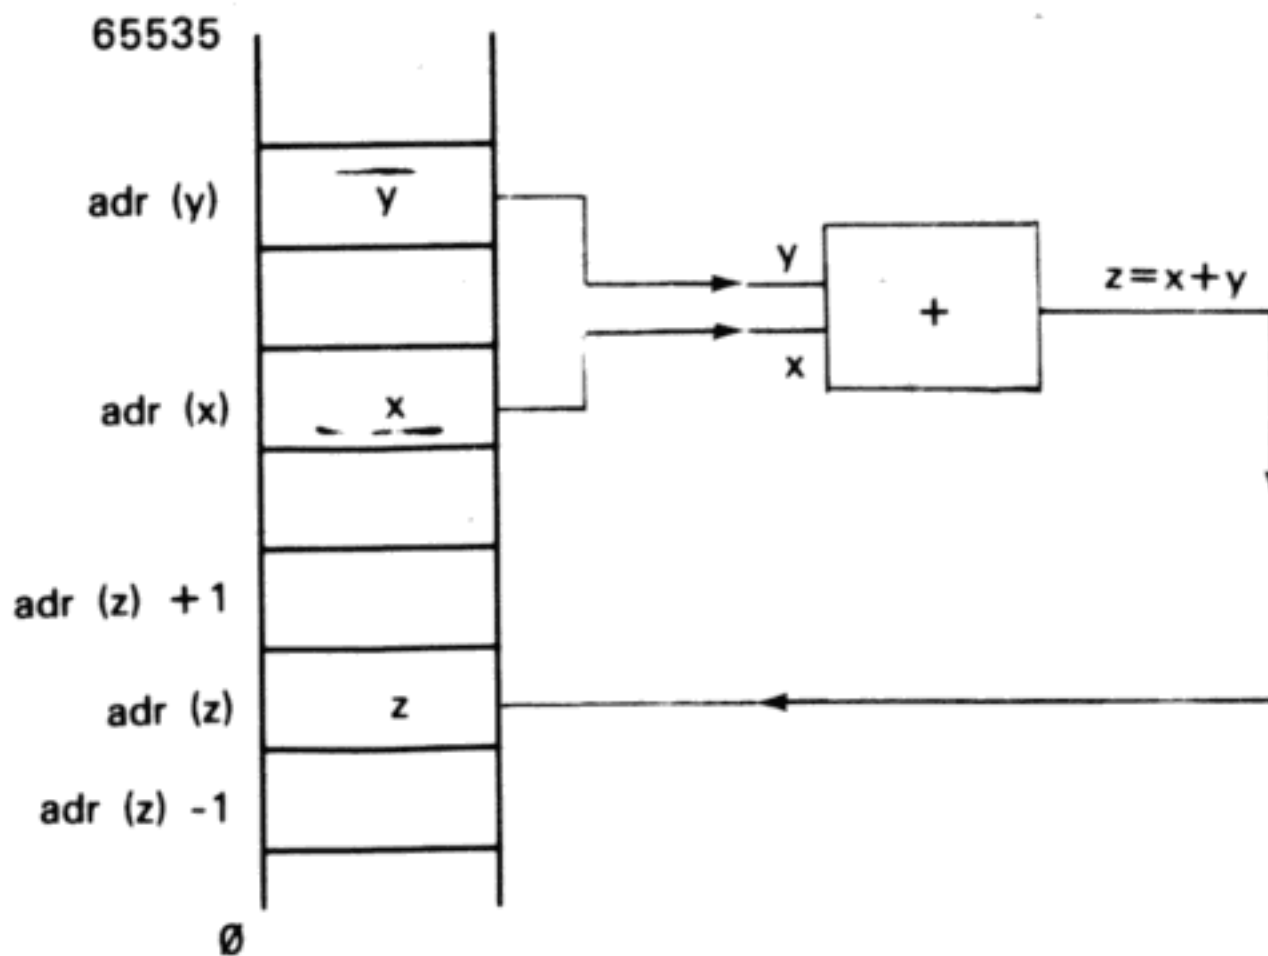 65535
adr (y)
y
y
z=x+y
+
x
adr (x)
x
adr (z) +1
adr (z)
z
adr (z) -1
Ø